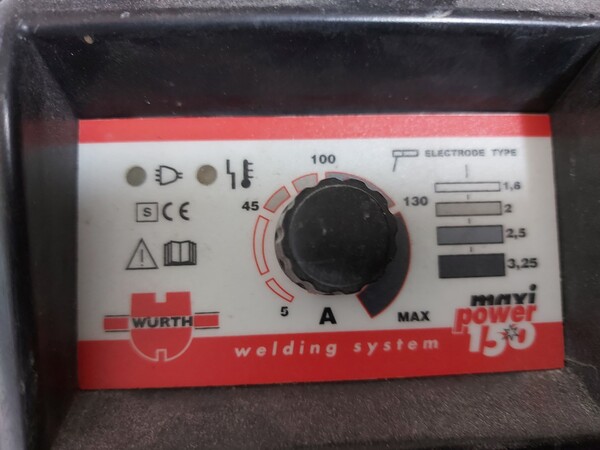 100
ELECTRODE TYPE
1,6
45
130
2
S CE
2,5
3,25
5
A
MAX
WÜRTH
maxi
power
150
welding system